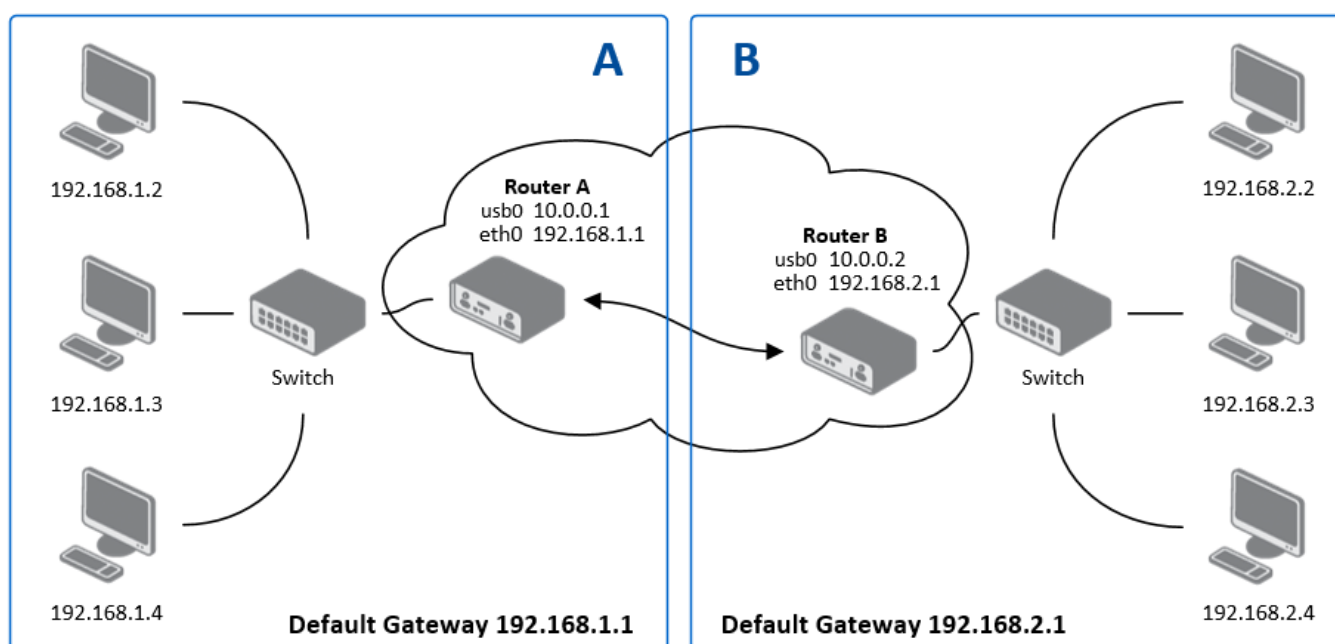 A
B
192.168.1.2
192.168.1.3
192.168.1.4
Switch
Router A
usb0 10.0.0.1
eth0 192.168.1.1
Router B
usb0 10.0.0.2
eth0 192.168.2.1
Switch
192.168.2.2
192.168.2.3
192.168.2.4
Default Gateway 192.168.1.1
Default Gateway 192.168.2.1